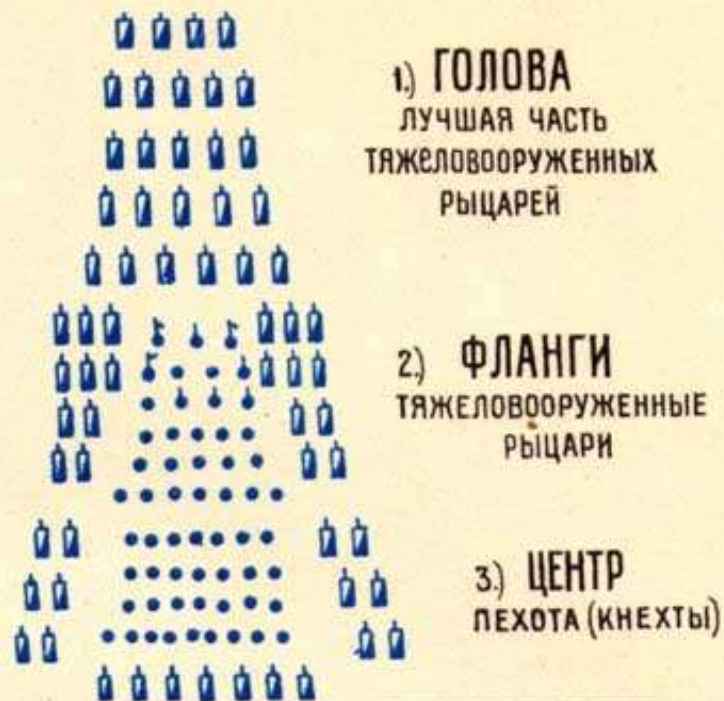 1.) ГОЛОВА
ЛУЧШАЯ ЧАСТЬ
ТЯЖЕЛОВООРУЖЕННЫХ
РЫЦАРЕЙ
2.) ФЛАНГИ
ТЯЖЕЛОВООРУЖЕННЫЕ
РЫЦАРИ
3.) ЦЕНТР
ПЕХОТА (КНЕХТЫ)